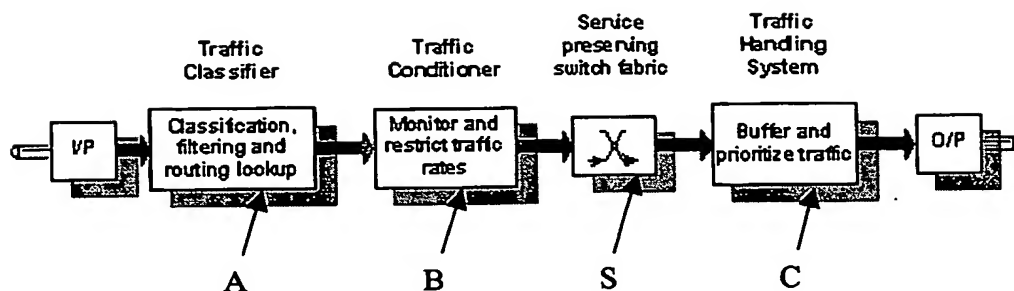 Traffic
Classifier
Traffic
Conditioner
Service
preserving
switch fabric
Traffic
Handling
System
I/P
Classification,
filtering and
routing lookup
Monitor and
restrict traffic
rates
Buffer and
prioritize traffic
O/P
A
B
S
C